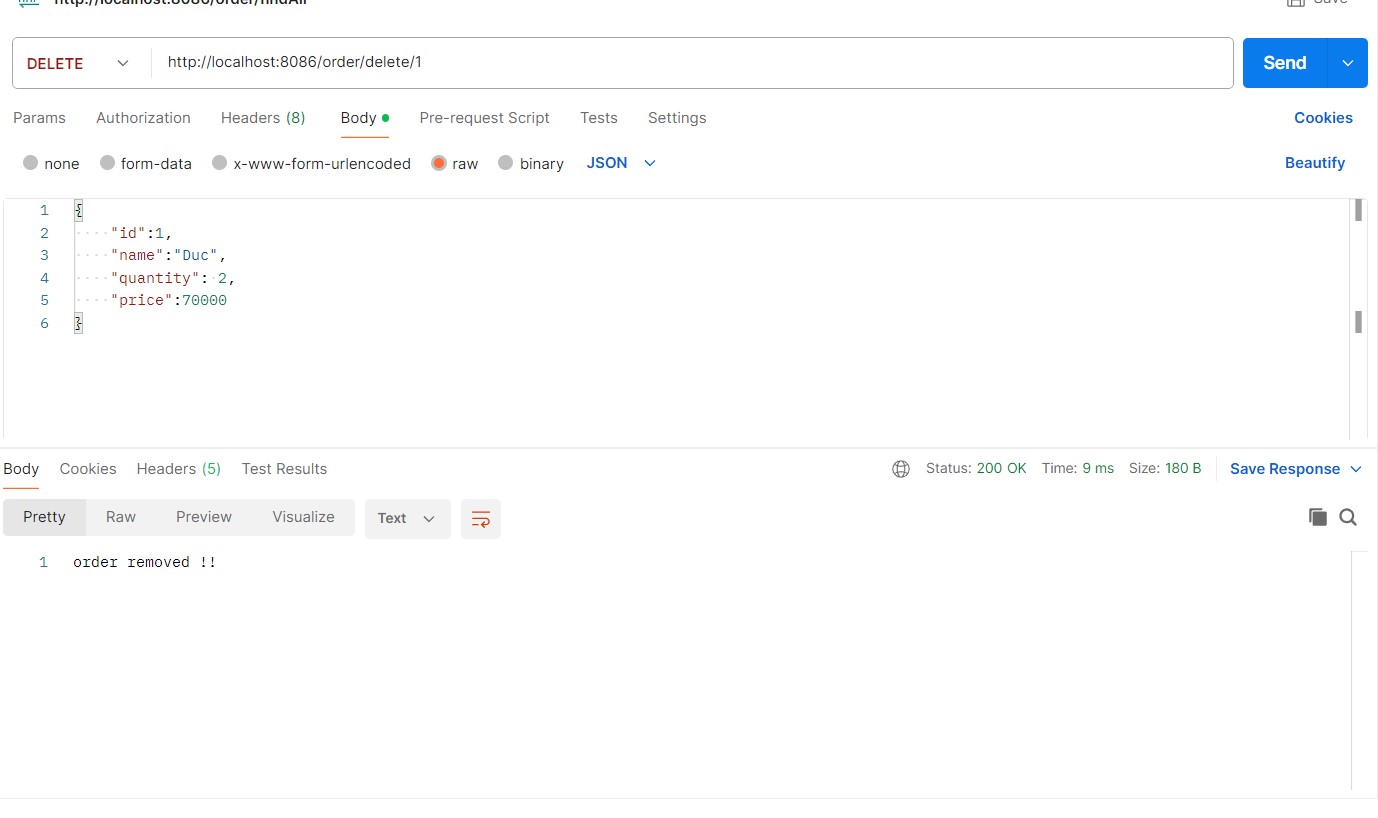 http://localhost:8086/order/findAll Save
DELETE http://localhost:8086/order/delete/1 Send
Params Authorization Headers (8) Body Pre-request Script Tests Settings Cookies
none form-data x-www-form-urlencoded raw binary JSON Beautify
1 {
2 "id":1,
3 "name":"Duc",
4 "quantity": 2,
5 "price":70000
6 }
Body Cookies Headers (5) Test Results Status: 200 OK Time: 9 ms Size: 180 B Save Response
Pretty Raw Preview Visualize Text
1 order removed !!